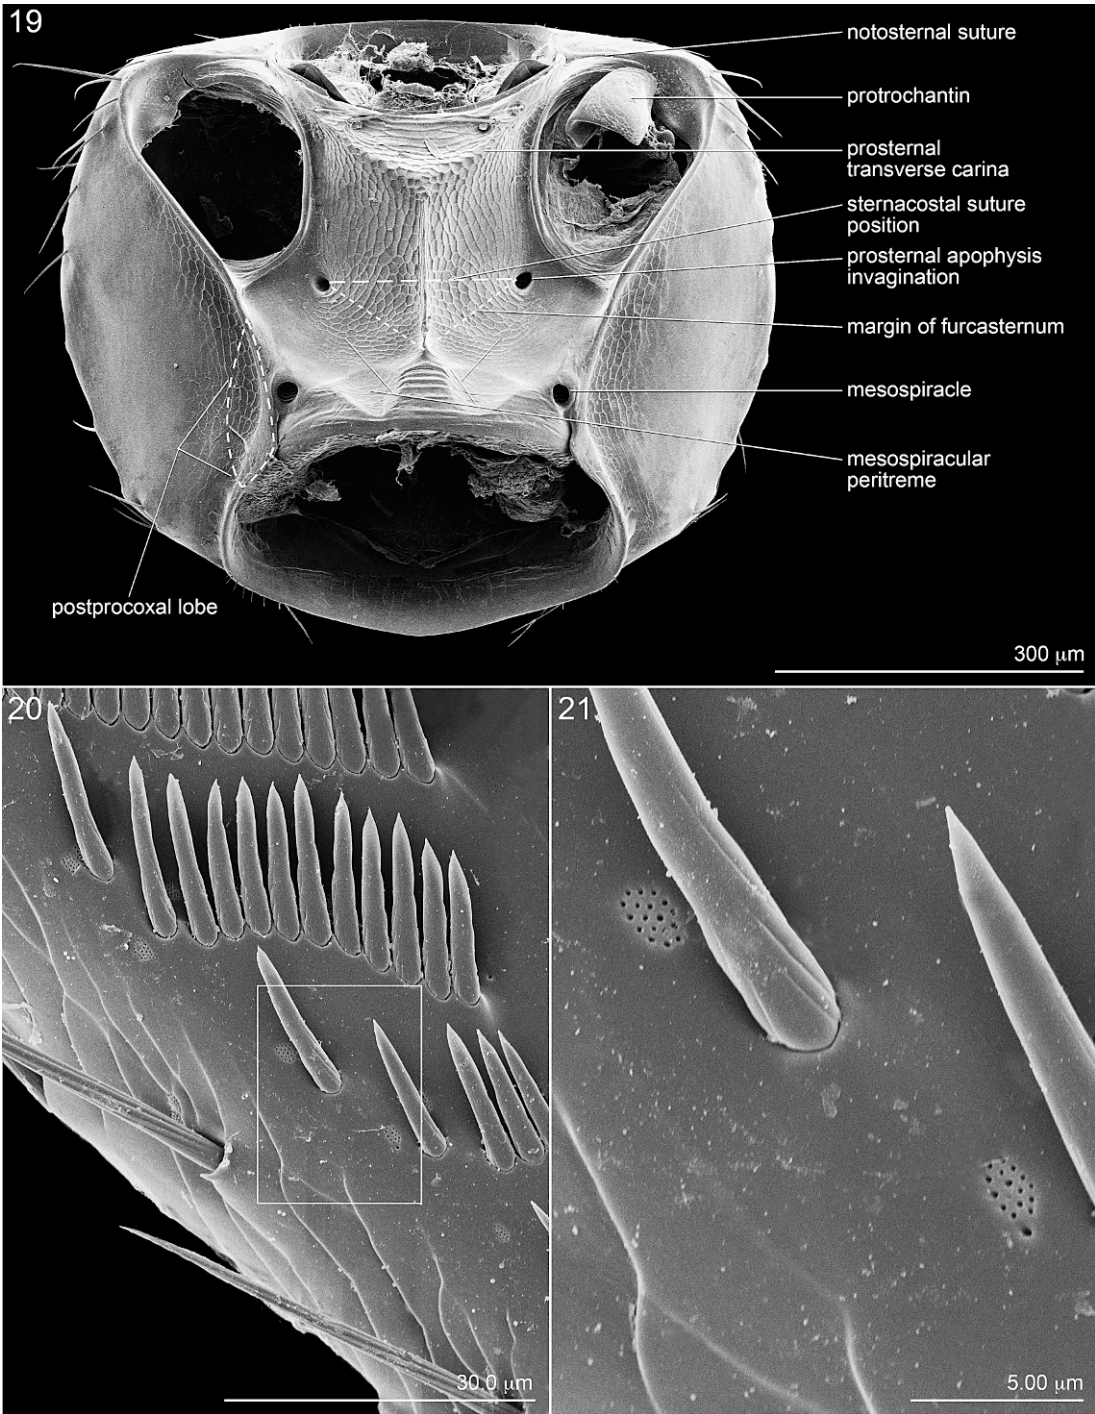 19
notosternal suture
protrochantin
prosternal
transverse carina
sternacostal suture
position
prosternal apophysis
invagination
margin of furcasternum
mesospiracle
mesospiracular
peritreme
postprocoxal lobe
300 μm
20
30.0 μm
21
5.00 μm